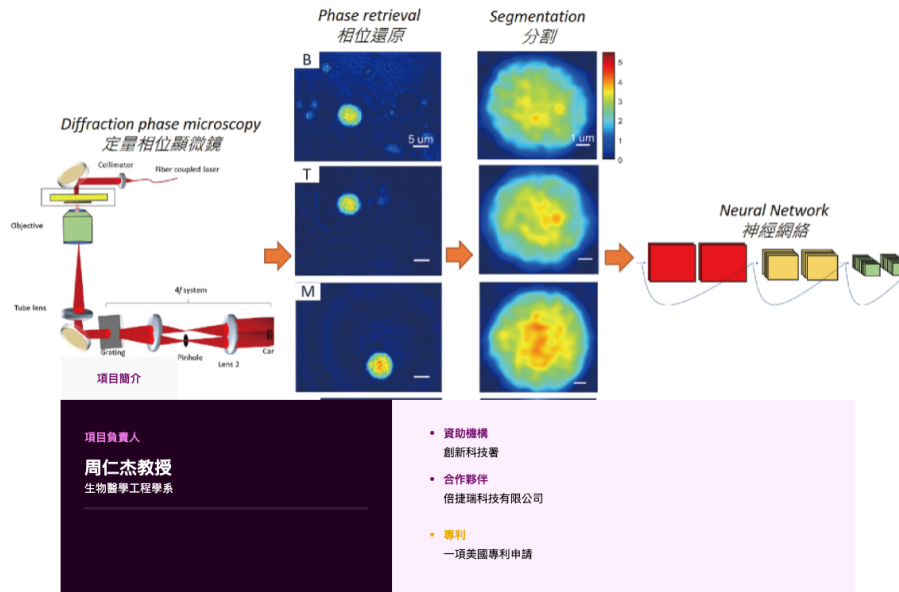 Phase retrieval
相位還原
Segmentation
分割
Diffraction phase microscopy
定量相位顯微鏡
Collimator
Fiber coupled laser
Objective
Tube lens
4f system
Grating
Pinhole
Lens 2
Car
B
5 um
T
M
1 um
5
4
3
2
1
0
Neural Network
神經網絡
項目簡介
項目負責人
周仁杰教授
生物醫學工程學系
資助機構
創新科技署
合作夥伴
倍捷瑞科技有限公司
專利
一項美國專利申請